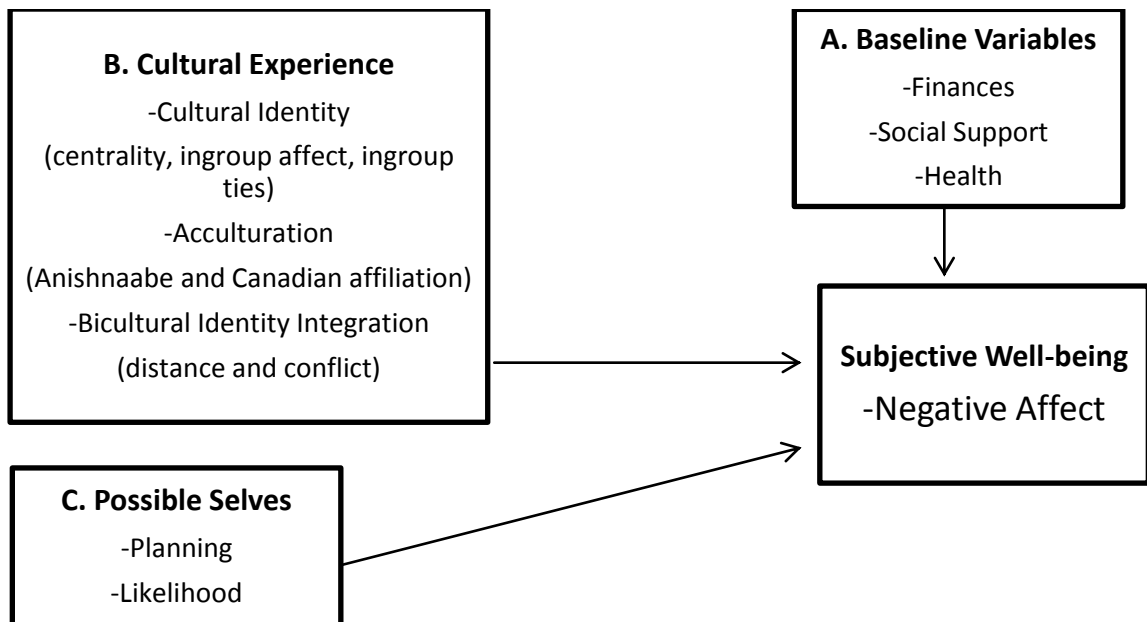 B. Cultural Experience
-Cultural Identity
(centrality, ingroup affect, ingroup
ties)
-Acculturation
(Anishnaabe and Canadian affiliation)
-Bicultural Identity Integration
(distance and conflict)
A. Baseline Variables
-Finances
-Social Support
-Health
Subjective Well-being
-Negative Affect
C. Possible Selves
-Planning
-Likelihood